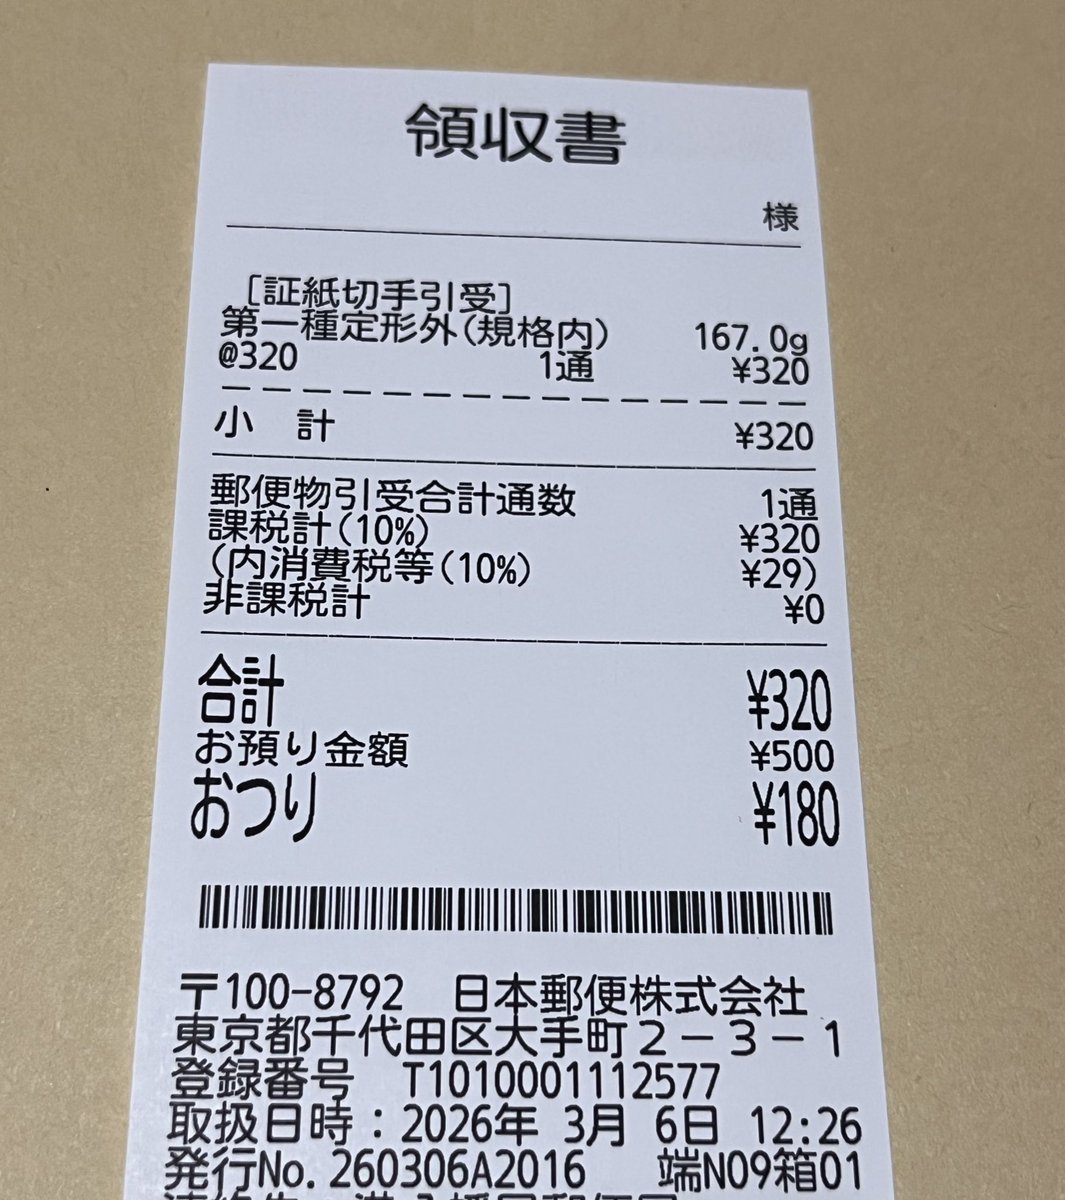 領収書
様
[証紙切手引受]
第一種定形外(規格内) 167.0g
@320 1通 ¥320
小 計 ¥320
郵便物引受合計通数 1通
課税計(10%) ¥320
(内消費税等(10%) ¥29)
非課税計 ¥0
合計 ¥320
お預り金額 ¥500
おつり ¥180
〒100-8792 日本郵便株式会社
東京都千代田区大手町2-3-1
登録番号 T1010001112577
取扱日時:2026年 3月 6日 12:26
発行No.260306A2016 端N09箱01